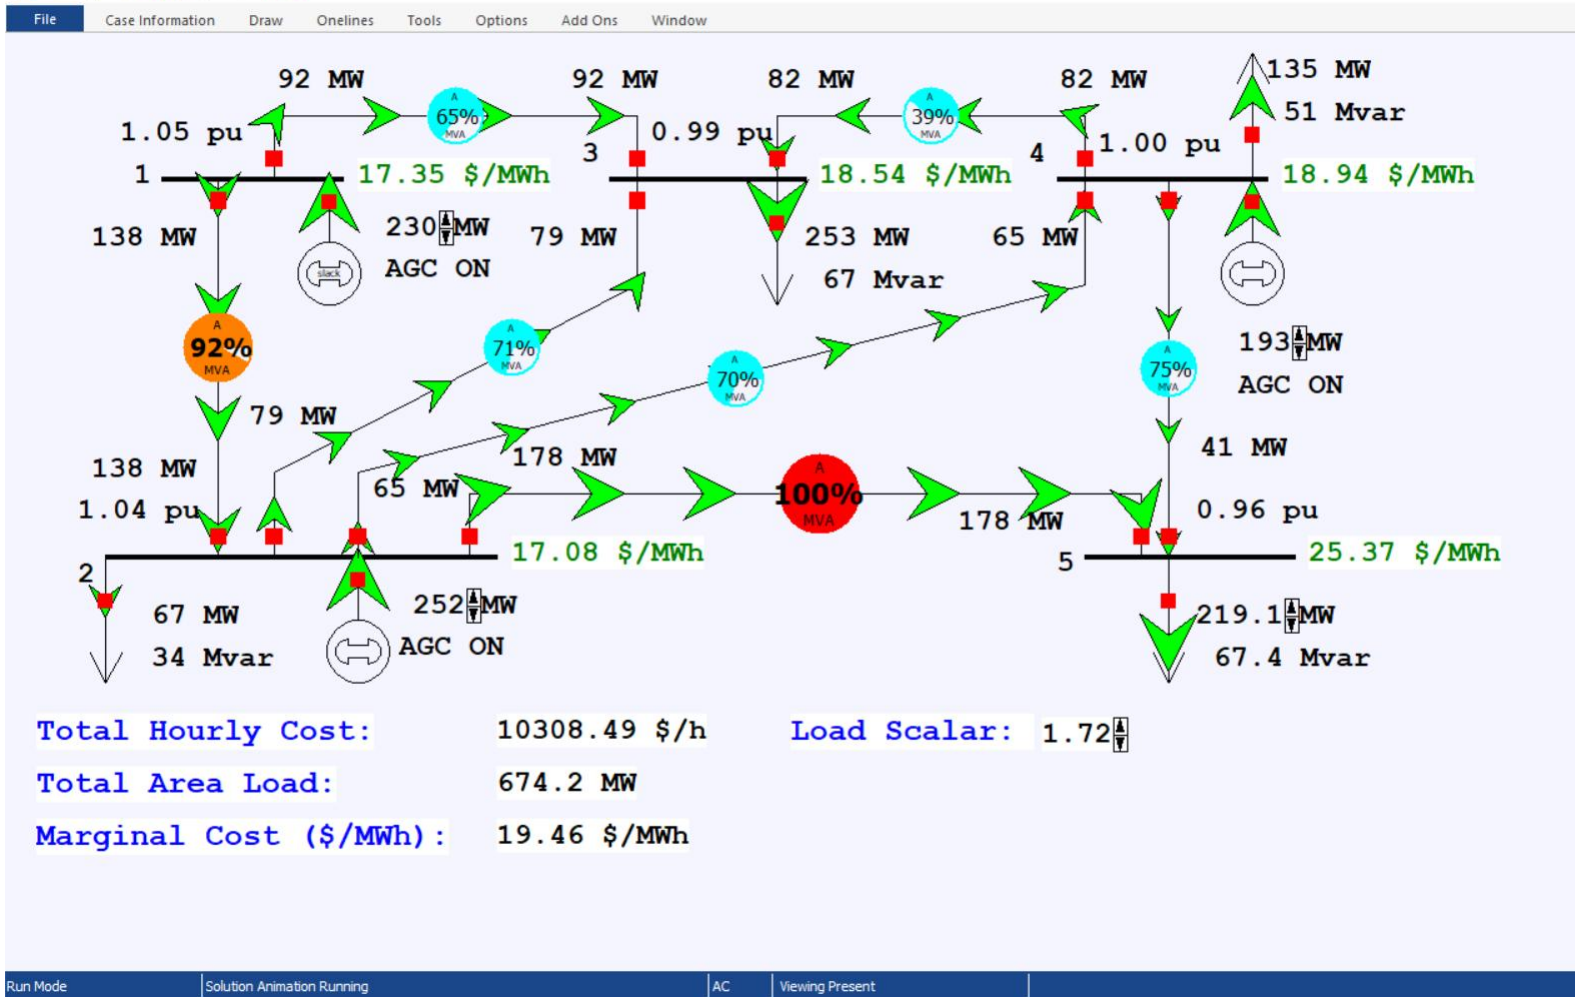 File Case Information Draw Onelines Tools Options Add Ons Window
92 MW 92 MW 82 MW 82 MW 135 MW
A 65% MVA A 39% MVA 51 Mvar
1.05 pu 3 0.99 pu 4 1.00 pu
1 17.35 $/MWh 18.54 $/MWh 18.94 $/MWh
138 MW 230 MW 79 MW 253 MW 65 MW
slack AGC ON 67 Mvar
A 92% MVA A 71% MVA A 70% MVA A 75% MVA 193 MW
AGC ON
79 MW
138 MW 178 MW 41 MW
65 MW A 100% MVA
1.04 pu 178 MW 0.96 pu
2 17.08 $/MWh 5 25.37 $/MWh
67 MW 252 MW 219.1 MW
34 Mvar AGC ON 67.4 Mvar
Total Hourly Cost: 10308.49 $/h Load Scalar: 1.72
Total Area Load: 674.2 MW
Marginal Cost ($/MWh): 19.46 $/MWh
Run Mode Solution Animation Running AC Viewing Present